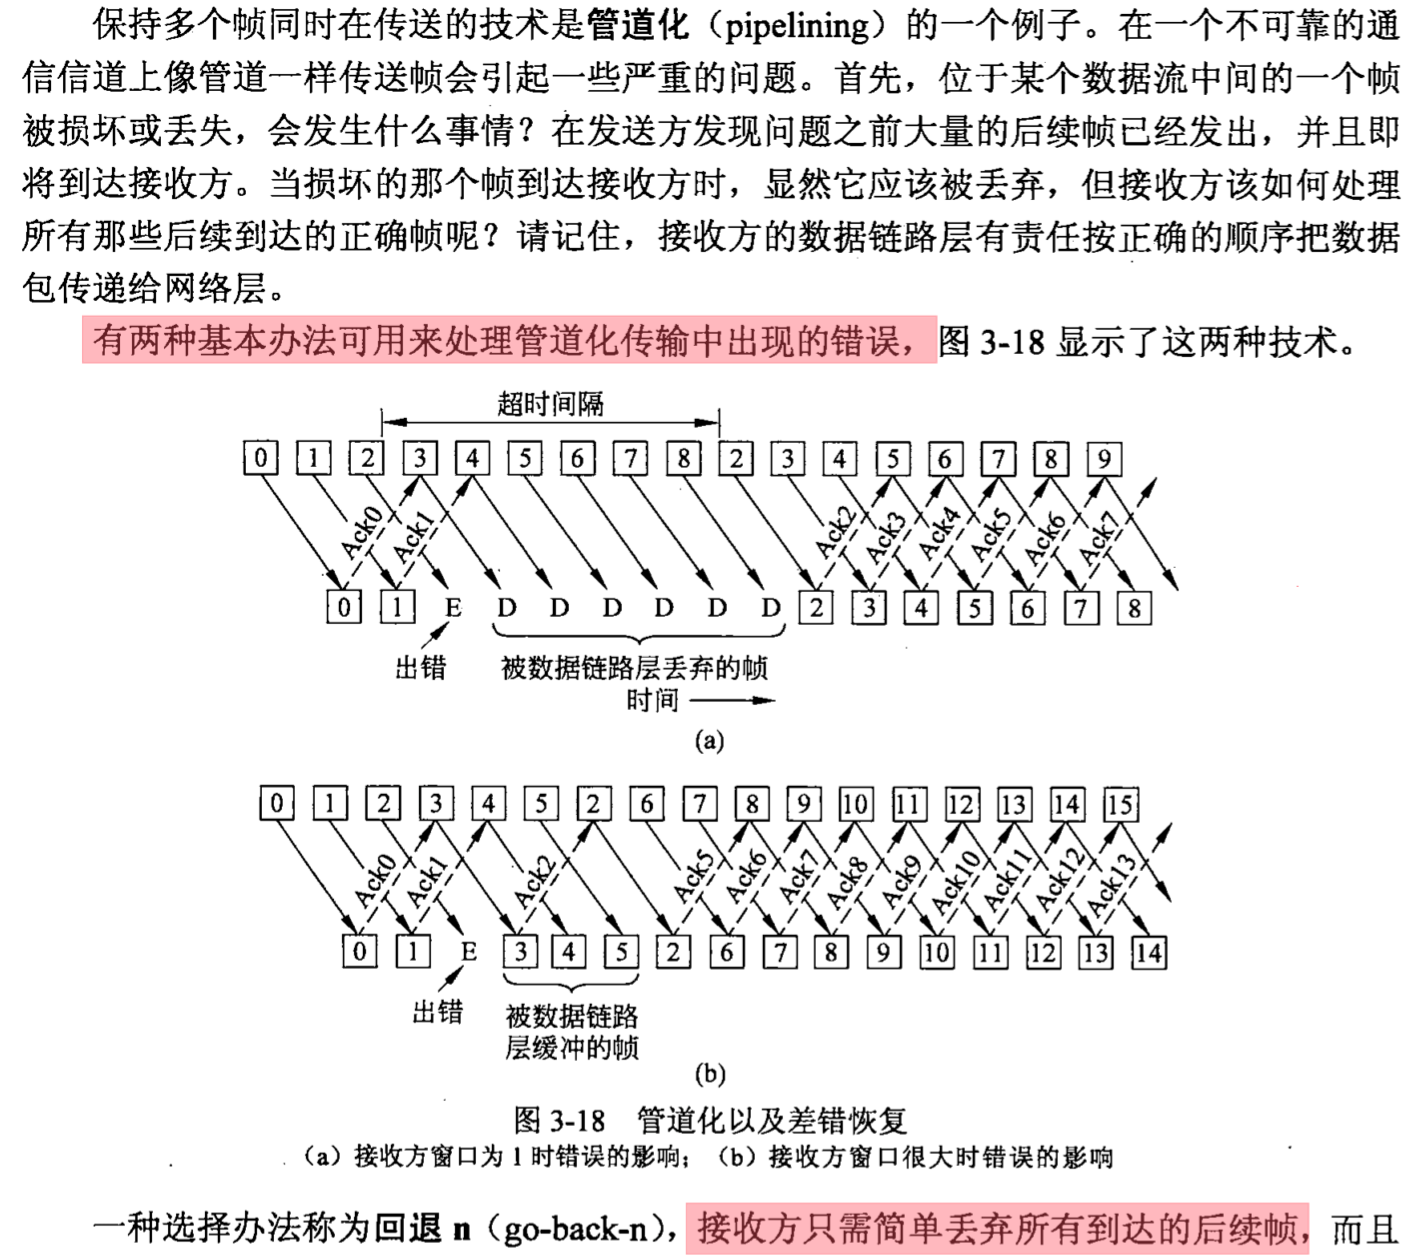 保持多个帧同时在传送的技术是管道化（pipelining）的一个例子。在一个不可靠的通
信信道上像管道一样传送帧会引起一些严重的问题。首先，位于某个数据流中间的一个帧
被损坏或丢失，会发生什么事情？在发送方发现问题之前大量的后续帧已经发出，并且即
将到达接收方。当损坏的那个帧到达接收方时，显然它应该被丢弃，但接收方该如何处理
所有那些后续到达的正确帧呢？请记住，接收方的数据链路层有责任按正确的顺序把数据
包传递给网络层。
有两种基本办法可用来处理管道化传输中出现的错误，图 3-18 显示了这两种技术。
超时间隔
0 1 2 3 4 5 6 7 8 2 3 4 5 6 7 8 9
Ack0 Ack1 Ack2 Ack3 Ack4 Ack5 Ack6 Ack7
0 1 E D D D D D D 2 3 4 5 6 7 8
出错 被数据链路层丢弃的帧
时间
(a)
0 1 2 3 4 5 2 6 7 8 9 10 11 12 13 14 15
Ack0 Ack1 Ack2 Ack5 Ack6 Ack7 Ack8 Ack9 Ack10 Ack11 Ack12 Ack13
0 1 E 3 4 5 2 6 7 8 9 10 11 12 13 14
出错 被数据链路
层缓冲的帧
(b)
图 3-18 管道化以及差错恢复
（a）接收方窗口为 1 时错误的影响；（b）接收方窗口很大时错误的影响
一种选择办法称为回退 n（go-back-n），接收方只需简单丢弃所有到达的后续帧，而且